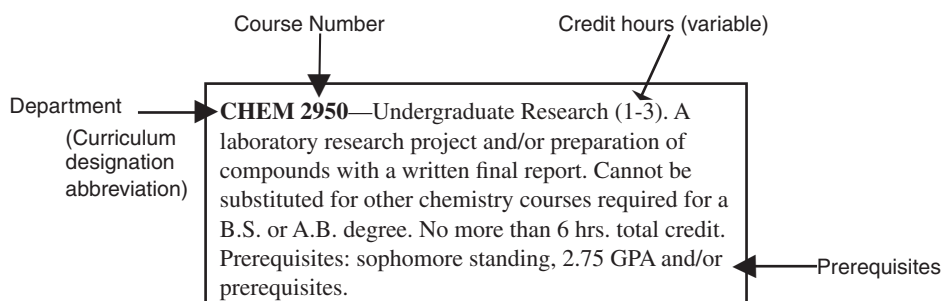 Course Number
Credit hours (variable)
Department
(Curriculum
designation
abbreviation)
CHEM 2950—Undergraduate Research (1-3). A
laboratory research project and/or preparation of
compounds with a written final report. Cannot be
substituted for other chemistry courses required for a
B.S. or A.B. degree. No more than 6 hrs. total credit.
Prerequisites: sophomore standing, 2.75 GPA and/or
prerequisites.
Prerequisites